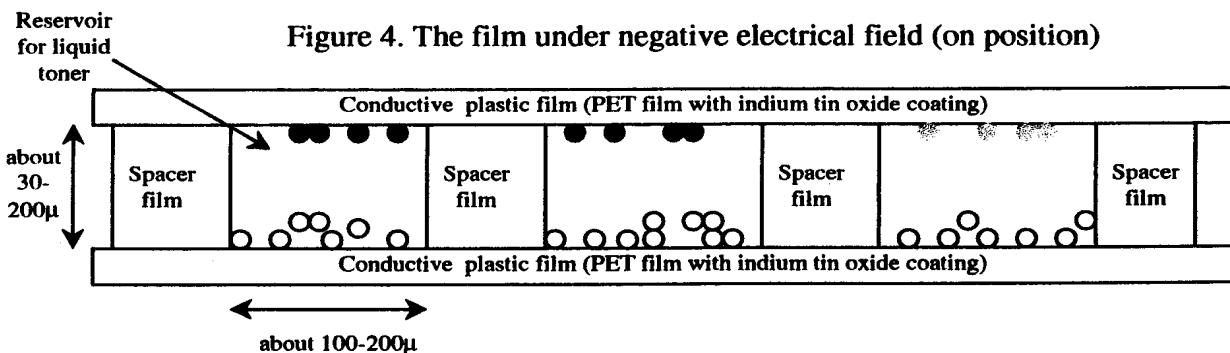 Reservoir
for liquid
toner
Figure 4. The film under negative electrical field (on position)
Conductive plastic film (PET film with indium tin oxide coating)
about
30-
200μ
Spacer
film
Spacer
film
Spacer
film
Spacer
film
Conductive plastic film (PET film with indium tin oxide coating)
about 100-200μ